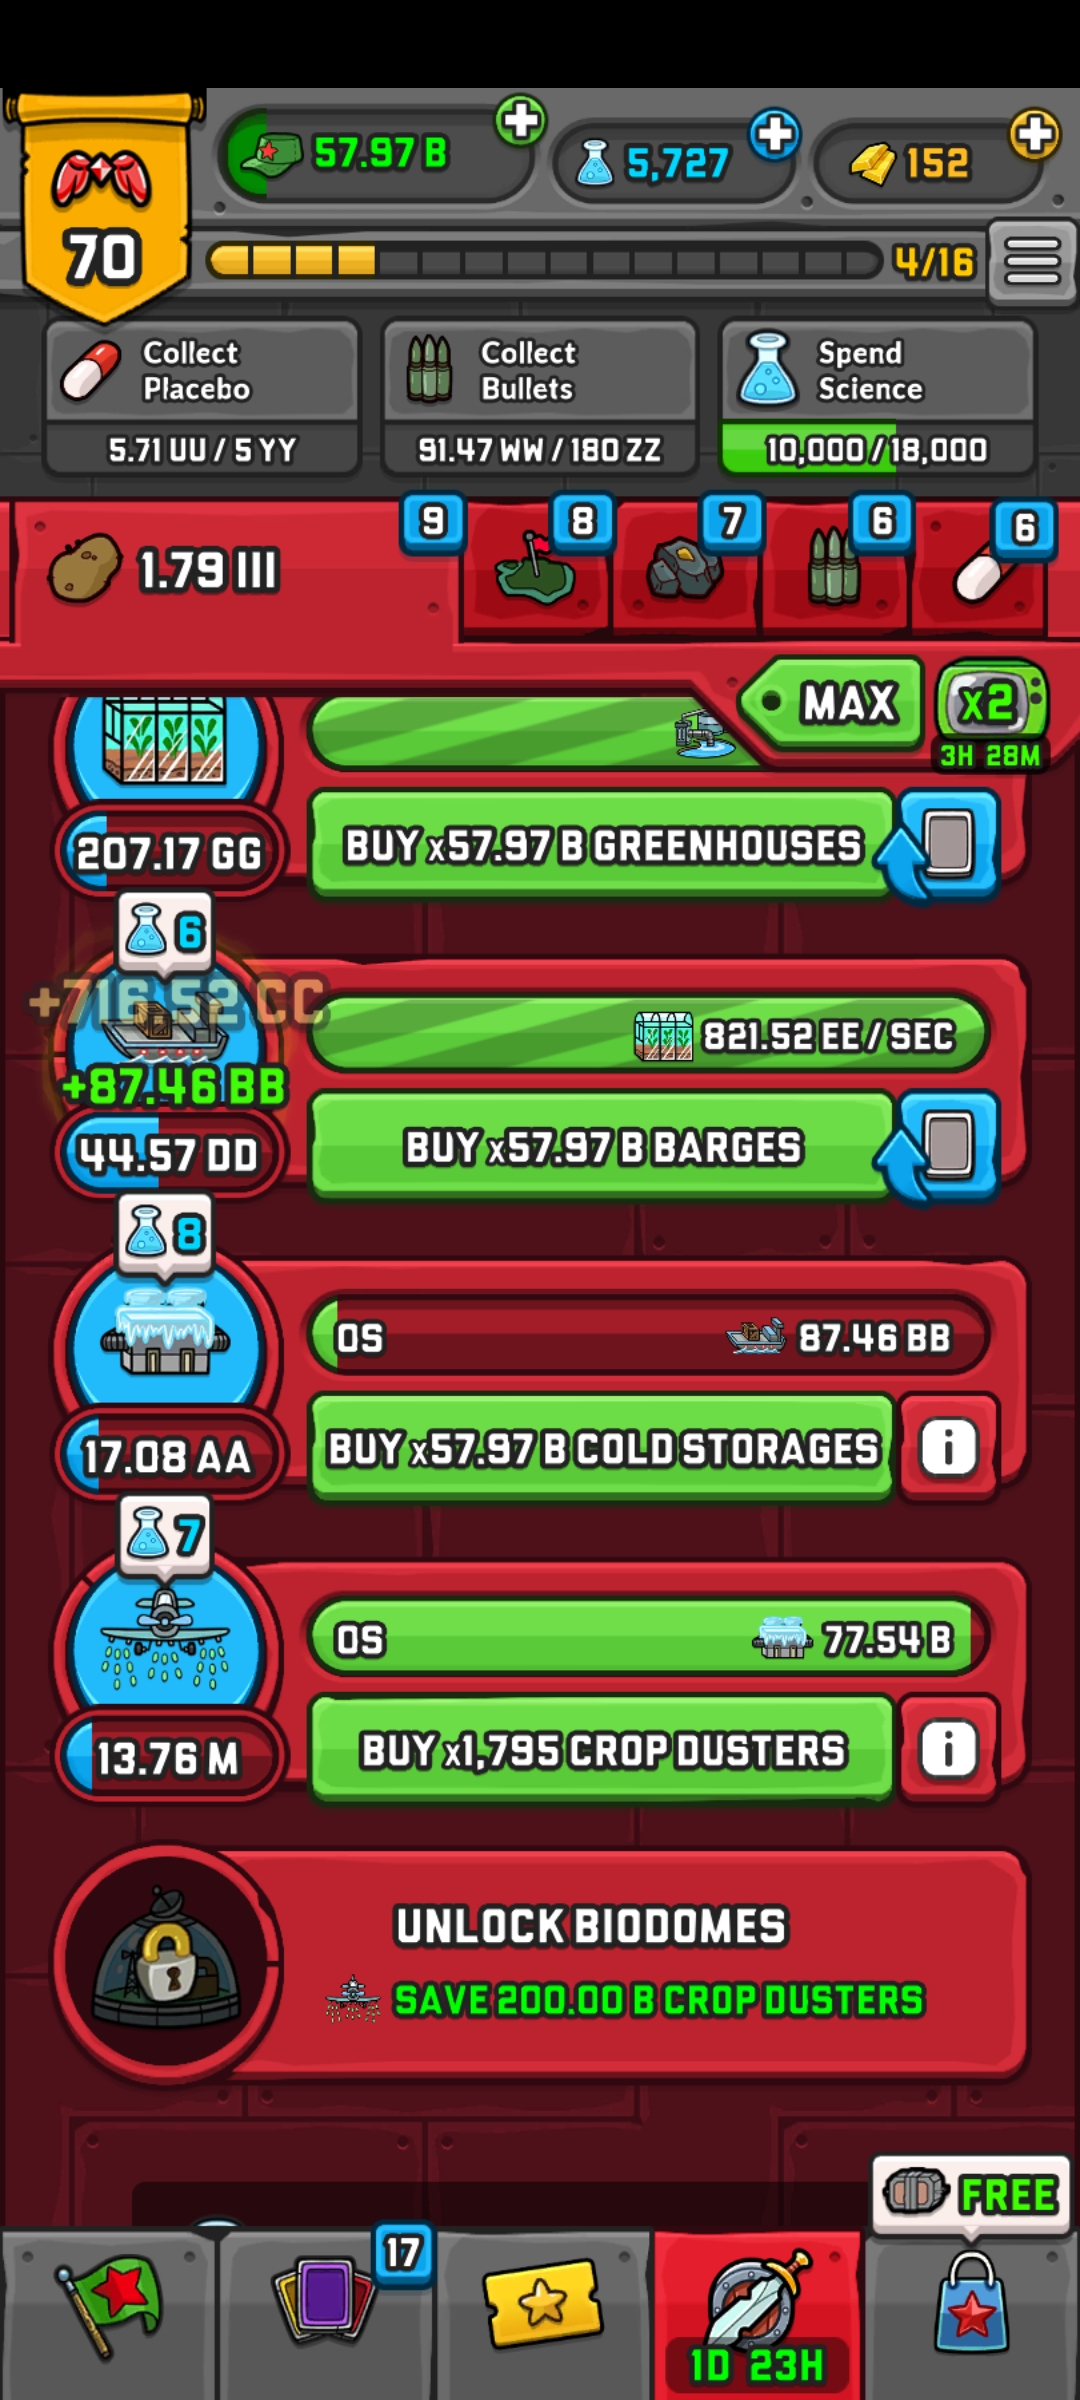 57.97 B
5,727
152
70
4/16
Collect
Placebo
5.71 UU / 5 YY
Collect
Bullets
91.47 WW / 180 ZZ
Spend
Science
10,000 / 18,000
1.79 III
9
8
7
6
6
MAX
x2
3H 28M
207.17 GG
BUY x57.97 B GREENHOUSES
6
+716.52 CC
+87.46 BB
821.52 EE / SEC
44.57 DD
BUY x57.97 B BARGES
8
0S
87.46 BB
17.08 AA
BUY x57.97 B COLD STORAGES
i
7
0S
77.54 B
13.76 M
BUY x1,795 CROP DUSTERS
i
UNLOCK BIODOMES
SAVE 200.00 B CROP DUSTERS
FREE
17
1D 23H